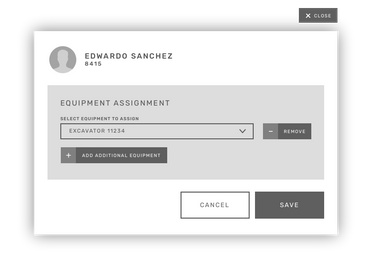 CLOSE
EDWARDO SANCHEZ
8415
EQUIPMENT ASSIGNMENT
SELECT EQUIPMENT TO ASSIGN
EXCAVATOR 11234
REMOVE
ADD ADDITIONAL EQUIPMENT
CANCEL
SAVE